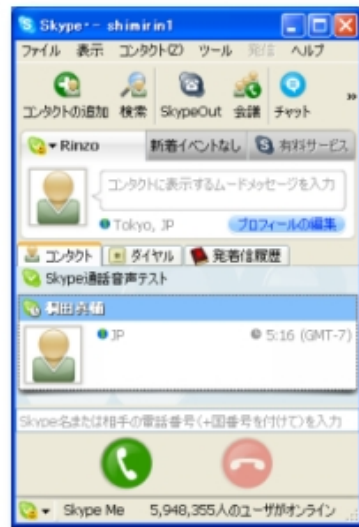 Skype™ - shimirin1
ファイル 表示 コンタクト(Z) ツール 発信 ヘルプ
コンタクトの追加 検索 SkypeOut 会議 チャット »
Rinzo 新着イベントなし 有料サービス
コンタクトに表示するムードメッセージを入力
Tokyo, JP プロフィールの編集
コンタクト ダイヤル 発着信履歴
Skype通話音声テスト
JP 5:16 (GMT-7)
Skype名または相手の電話番号(+国番号を付けて)を入力
Skype Me 5,948,355人のユーザがオンライン